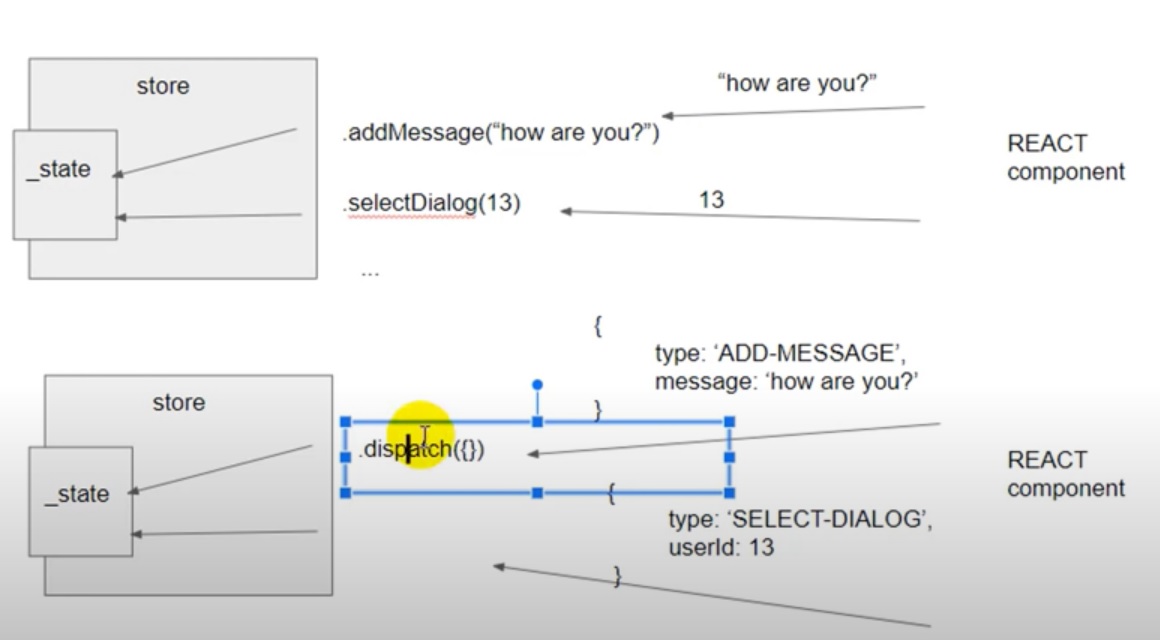 store
“how are you?”
.addMessage(“how are you?”)
REACT
component
_state
.selectDialog(13)
13
...
{
type: ‘ADD-MESSAGE’,
message: ‘how are you?’
}
store
.dispatch({})
REACT
component
_state
{
type: ‘SELECT-DIALOG’,
userId: 13
}